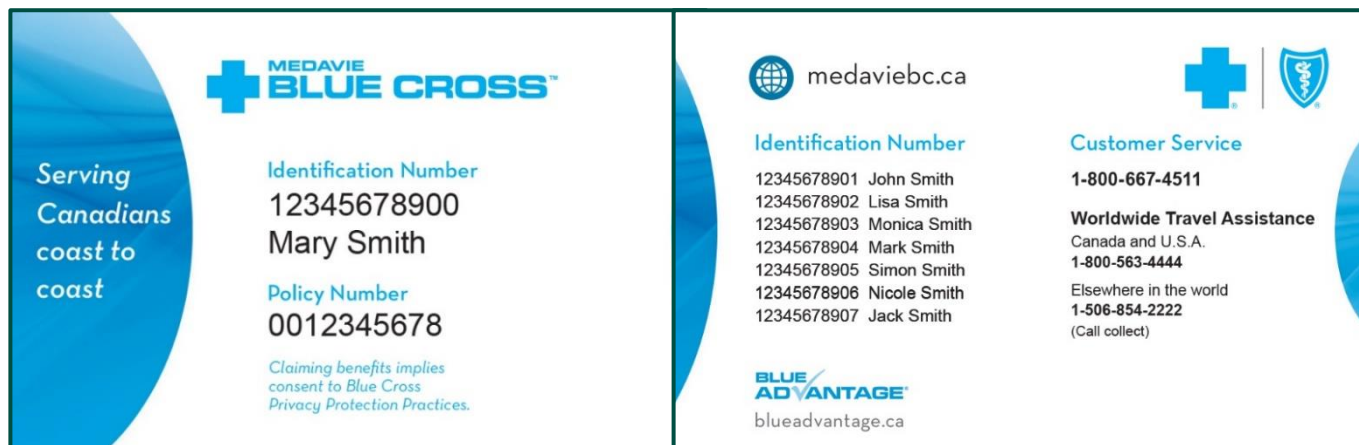 MEDAVIE
BLUE CROSS™
Serving
Canadians
coast to
coast
Identification Number
12345678900
Mary Smith
Policy Number
0012345678
Claiming benefits implies
consent to Blue Cross
Privacy Protection Practices.
medaviebc.ca
Identification Number
12345678901 John Smith
12345678902 Lisa Smith
12345678903 Monica Smith
12345678904 Mark Smith
12345678905 Simon Smith
12345678906 Nicole Smith
12345678907 Jack Smith
BLUE
ADVANTAGE®
blueadvantage.ca
® ®
Customer Service
1-800-667-4511
Worldwide Travel Assistance
Canada and U.S.A.
1-800-563-4444
Elsewhere in the world
1-506-854-2222
(Call collect)